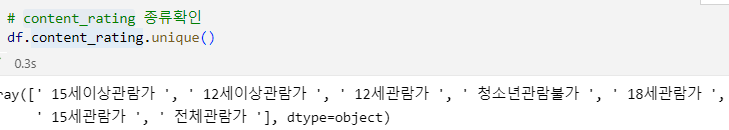 # content_rating 종류확인
df.content_rating.unique()
0.3s
ray([' 15세이상관람가 ', ' 12세이상관람가 ', ' 12세관람가 ', ' 청소년관람불가 ', ' 18세관람가 ',
' 15세관람가 ', ' 전체관람가 '], dtype=object)